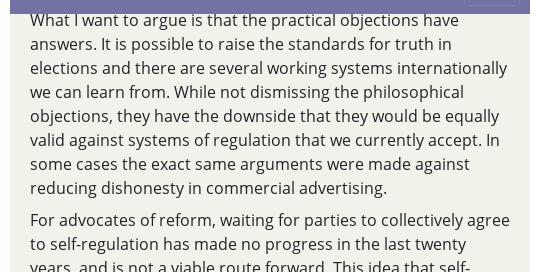 What I want to argue is that the practical objections have
answers. It is possible to raise the standards for truth in
elections and there are several working systems internationally
we can learn from. While not dismissing the philosophical
objections, they have the downside that they would be equally
valid against systems of regulation that we currently accept. In
some cases the exact same arguments were made against
reducing dishonesty in commercial advertising.
For advocates of reform, waiting for parties to collectively agree
to self-regulation has made no progress in the last twenty
years, and is not a viable route forward. This idea that self-